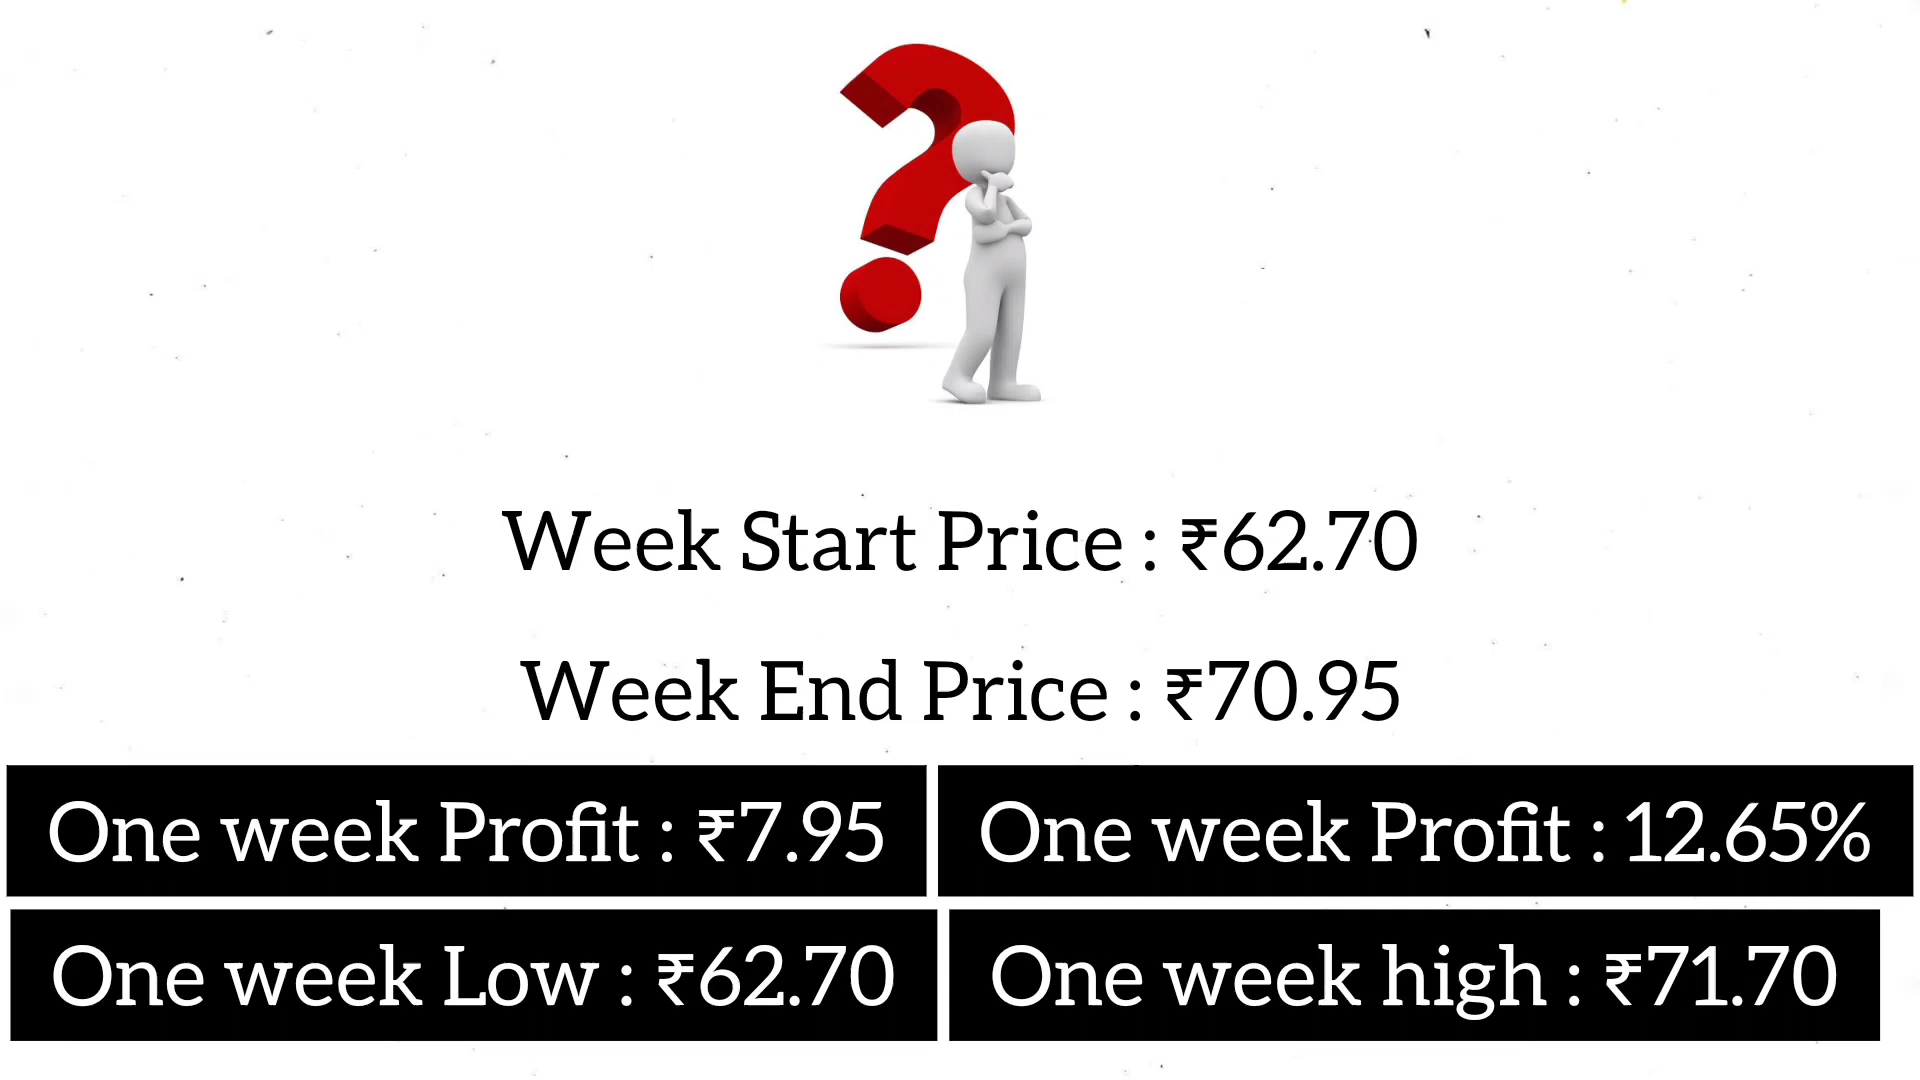 Week Start Price : ₹62.70
Week End Price : ₹70.95
One week Profit : ₹7.95
One week Profit : 12.65%
One week Low : ₹62.70
One week high : ₹71.70